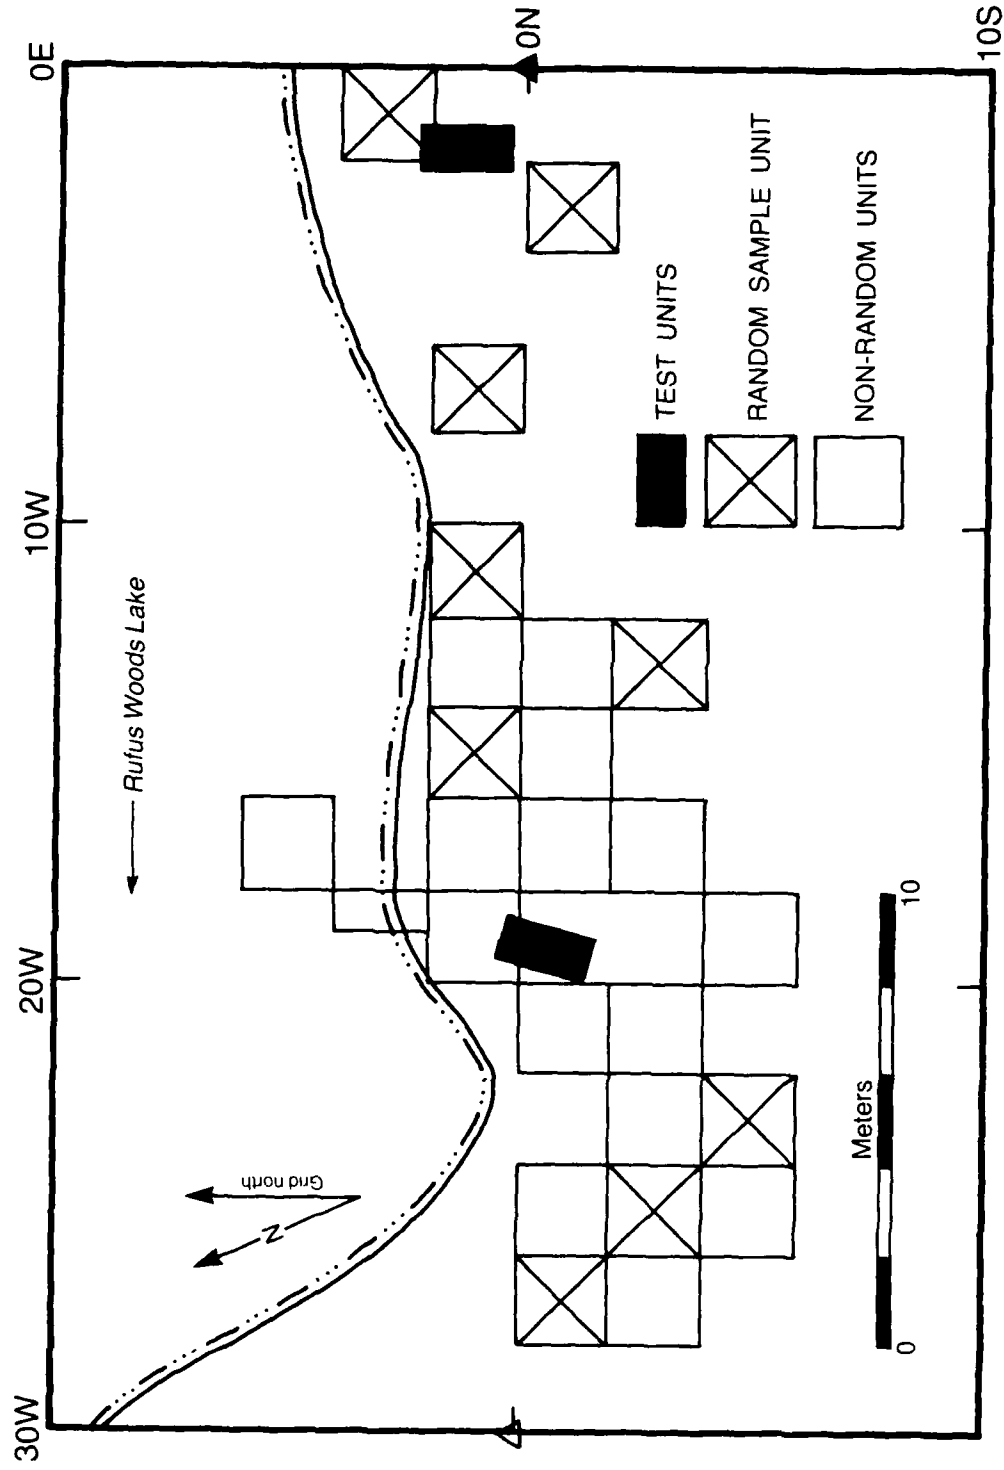 30W
20W
10W
0E
Rufus Woods Lake
N
Grid north
0N
TEST UNITS
RANDOM SAMPLE UNIT
NON-RANDOM UNITS
Meters
0
10
10S